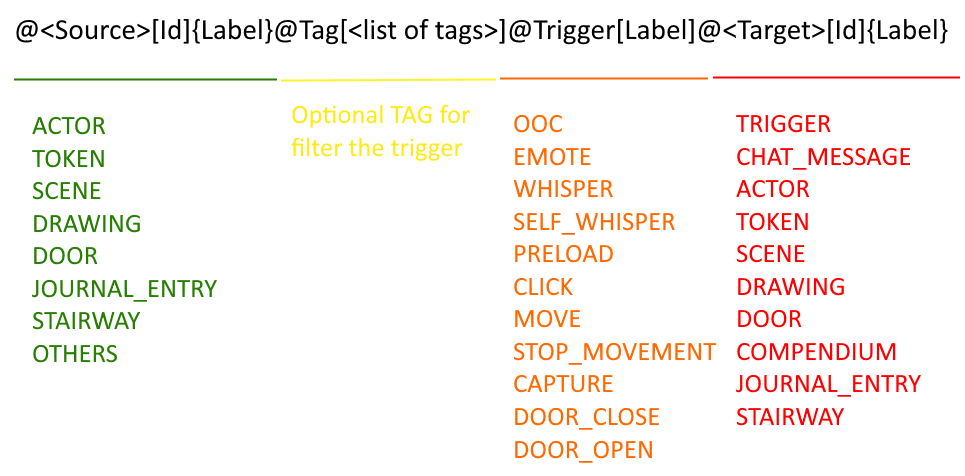 @<Source>[Id]{Label}@Tag[<list of tags>]@Trigger[Label]@<Target>[Id]{Label}
ACTOR
TOKEN
SCENE
DRAWING
DOOR
JOURNAL_ENTRY
STAIRWAY
OTHERS
Optional TAG for
filter the trigger
OOC
EMOTE
WHISPER
SELF_WHISPER
PRELOAD
CLICK
MOVE
STOP_MOVEMENT
CAPTURE
DOOR_CLOSE
DOOR_OPEN
TRIGGER
CHAT_MESSAGE
ACTOR
TOKEN
SCENE
DRAWING
DOOR
COMPENDIUM
JOURNAL_ENTRY
STAIRWAY